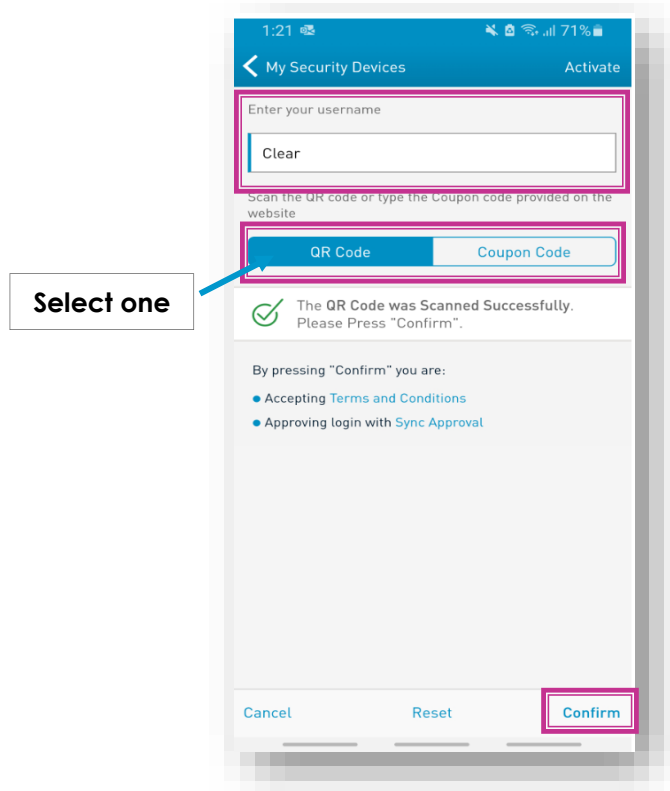 1:21 71%
My Security Devices Activate
Enter your username
Clear
Scan the QR code or type the Coupon code provided on the
website
QR Code Coupon Code
Select one
The QR Code was Scanned Successfully.
Please Press "Confirm".
By pressing "Confirm" you are:
Accepting Terms and Conditions
Approving login with Sync Approval
Cancel Reset Confirm